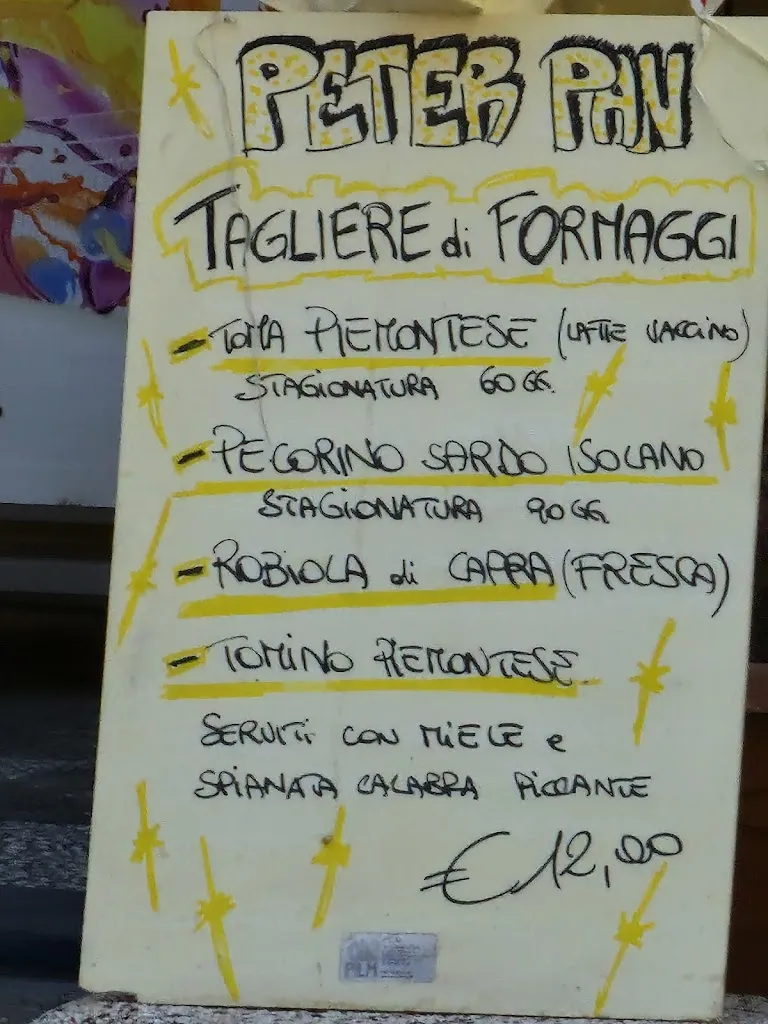 PETER PAN
TAGLIERE di FORMAGGI
- TOMA PIEMONTESE (LATTE VACCINO)
STAGIONATURA 60 GG.
- PECORINO SARDO ISOLANO
STAGIONATURA 90 GG.
- ROBIOLA di CAPRA (FRESCA)
- TOMINO PIEMONTESE
SERVITI CON MIELE e
SPIANATA CALABRA PICCANTE
€ 12,00
PILM